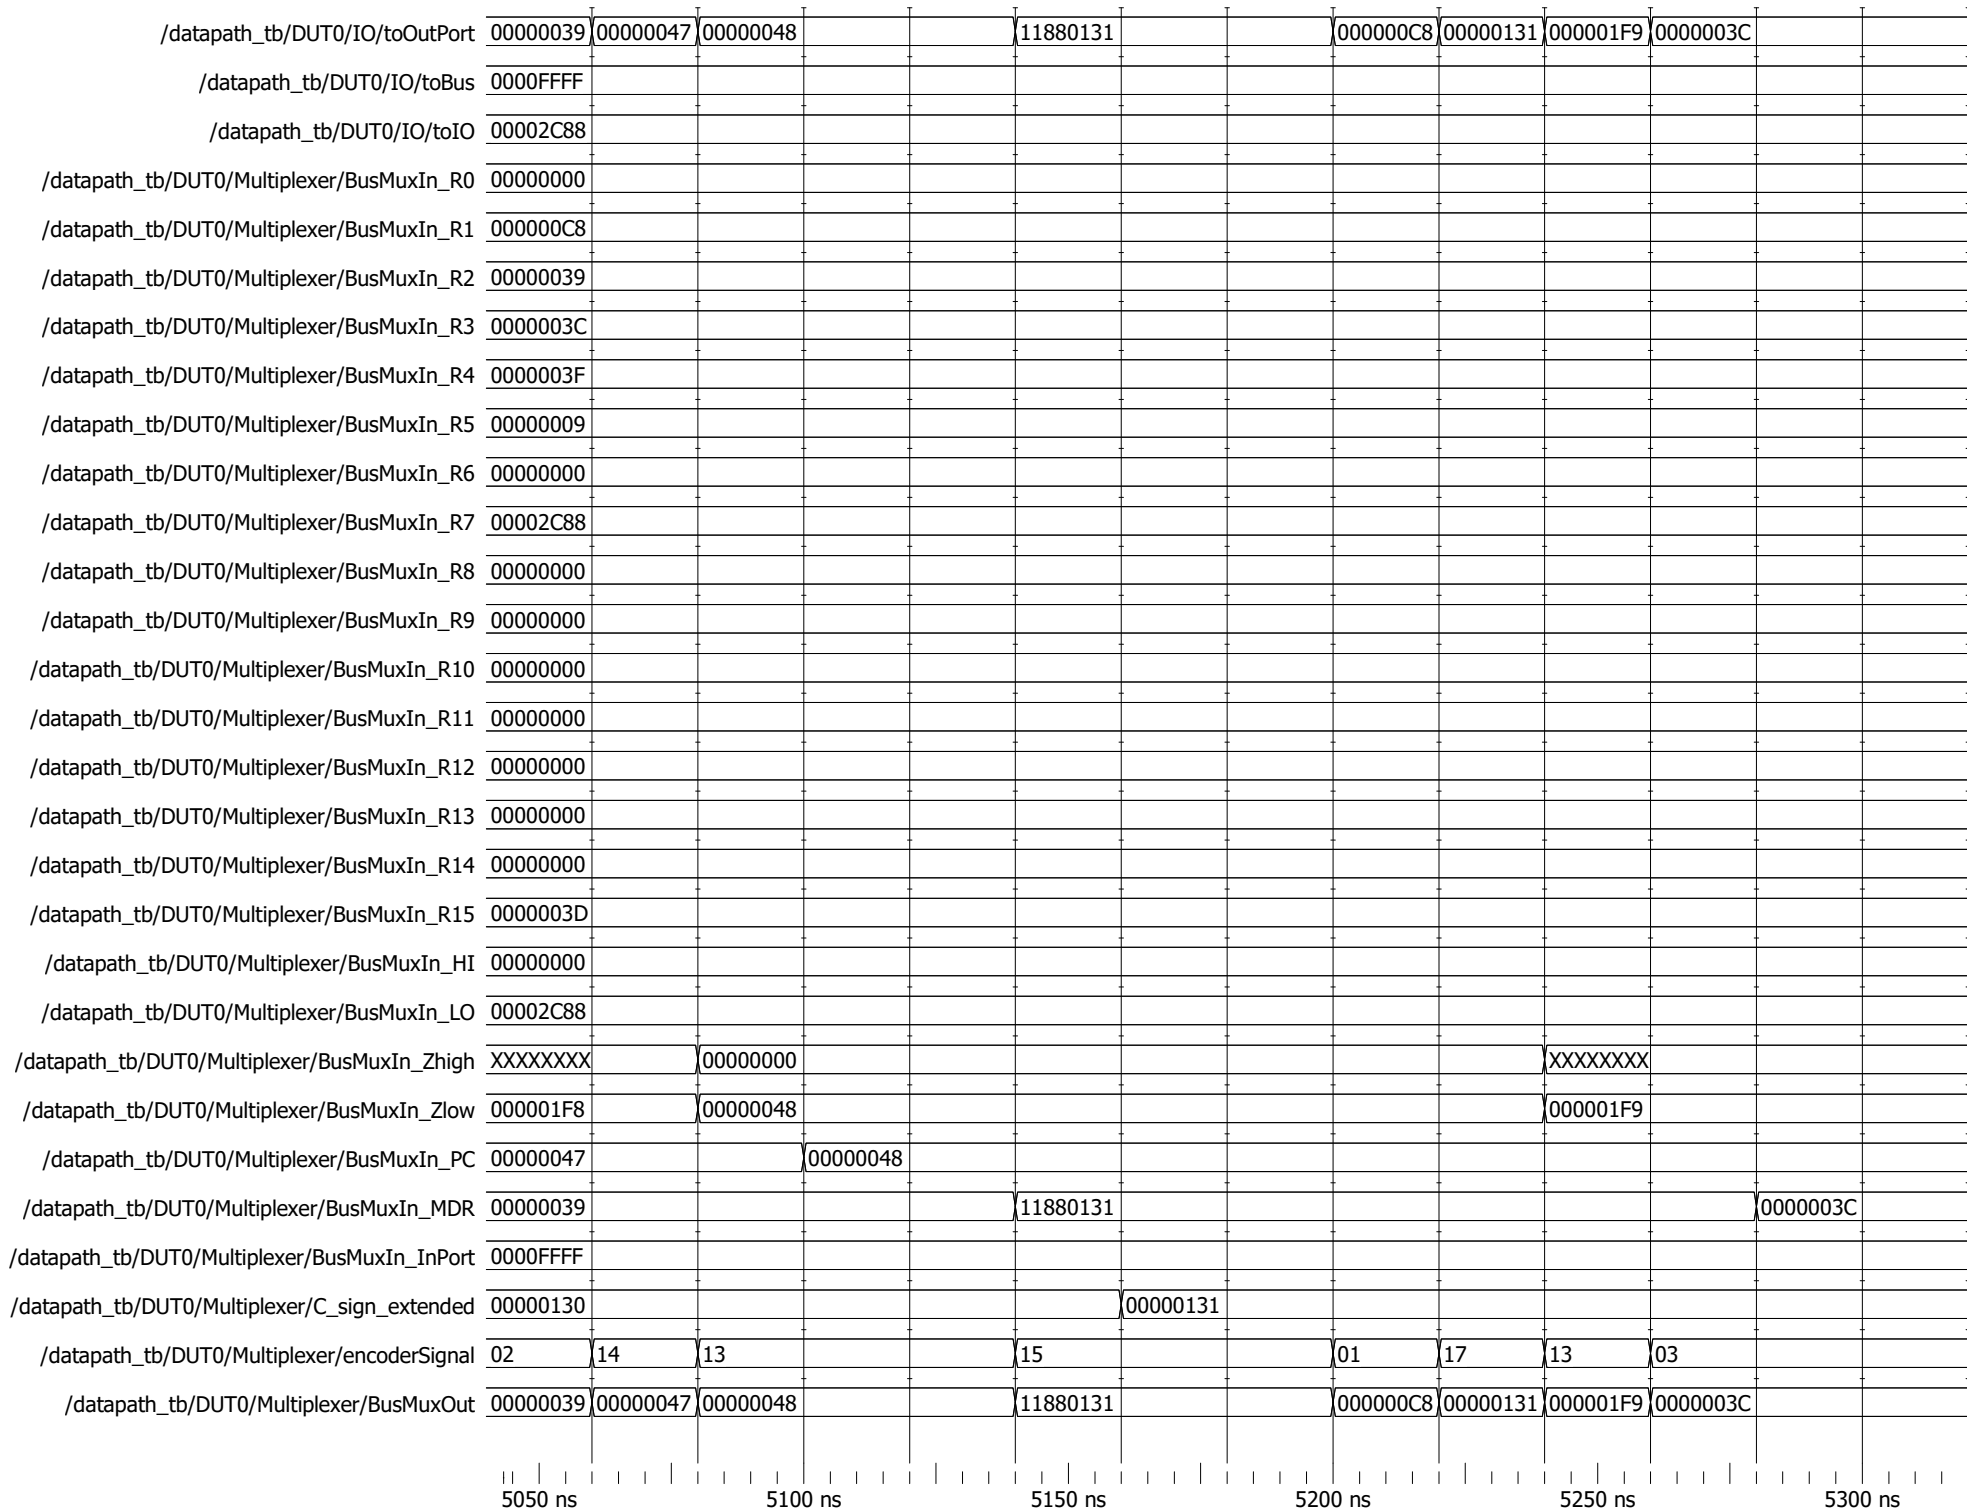 /datapath_tb/DUT0/IO/toOutPort 00000039 00000047 00000048 11880131 000000C8 00000131 000001F9 0000003C
/datapath_tb/DUT0/IO/toBus 0000FFFF
/datapath_tb/DUT0/IO/toIO 00002C88
/datapath_tb/DUT0/Multiplexer/BusMuxIn_R0 00000000
/datapath_tb/DUT0/Multiplexer/BusMuxIn_R1 000000C8
/datapath_tb/DUT0/Multiplexer/BusMuxIn_R2 00000039
/datapath_tb/DUT0/Multiplexer/BusMuxIn_R3 0000003C
/datapath_tb/DUT0/Multiplexer/BusMuxIn_R4 0000003F
/datapath_tb/DUT0/Multiplexer/BusMuxIn_R5 00000009
/datapath_tb/DUT0/Multiplexer/BusMuxIn_R6 00000000
/datapath_tb/DUT0/Multiplexer/BusMuxIn_R7 00002C88
/datapath_tb/DUT0/Multiplexer/BusMuxIn_R8 00000000
/datapath_tb/DUT0/Multiplexer/BusMuxIn_R9 00000000
/datapath_tb/DUT0/Multiplexer/BusMuxIn_R10 00000000
/datapath_tb/DUT0/Multiplexer/BusMuxIn_R11 00000000
/datapath_tb/DUT0/Multiplexer/BusMuxIn_R12 00000000
/datapath_tb/DUT0/Multiplexer/BusMuxIn_R13 00000000
/datapath_tb/DUT0/Multiplexer/BusMuxIn_R14 00000000
/datapath_tb/DUT0/Multiplexer/BusMuxIn_R15 0000003D
/datapath_tb/DUT0/Multiplexer/BusMuxIn_HI 00000000
/datapath_tb/DUT0/Multiplexer/BusMuxIn_LO 00002C88
/datapath_tb/DUT0/Multiplexer/BusMuxIn_Zhigh XXXXXXXX 00000000 XXXXXXXX
/datapath_tb/DUT0/Multiplexer/BusMuxIn_Zlow 000001F8 00000048 000001F9
/datapath_tb/DUT0/Multiplexer/BusMuxIn_PC 00000047 00000048
/datapath_tb/DUT0/Multiplexer/BusMuxIn_MDR 00000039 11880131 0000003C
/datapath_tb/DUT0/Multiplexer/BusMuxIn_InPort 0000FFFF
/datapath_tb/DUT0/Multiplexer/C_sign_extended 00000130 00000131
/datapath_tb/DUT0/Multiplexer/encoderSignal 02 14 13 15 01 17 13 03
/datapath_tb/DUT0/Multiplexer/BusMuxOut 00000039 00000047 00000048 11880131 000000C8 00000131 000001F9 0000003C
5050 ns 5100 ns 5150 ns 5200 ns 5250 ns 5300 ns